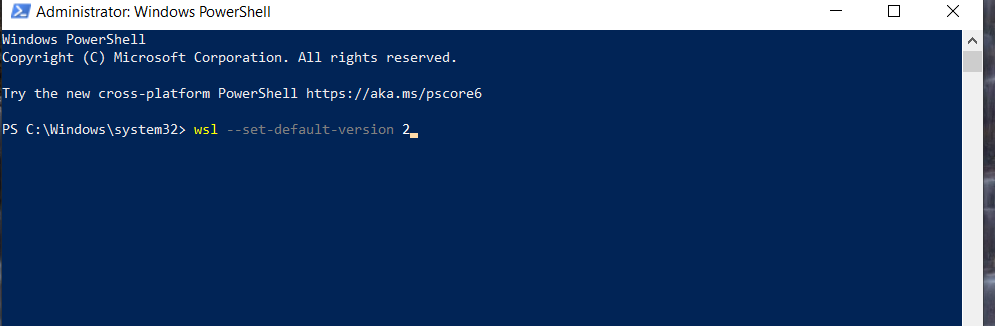 Administrator: Windows PowerShell
Windows PowerShell
Copyright (C) Microsoft Corporation. All rights reserved.
Try the new cross-platform PowerShell https://aka.ms/pscore6
PS C:\Windows\system32> wsl --set-default-version 2